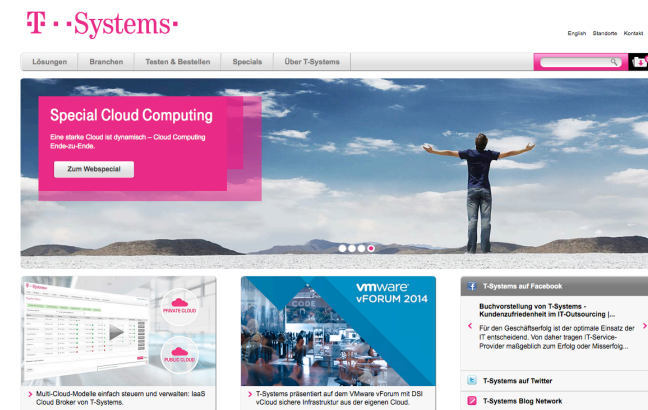 T · · Systems ·
English Standorte Kontakt
Lösungen Branchen Testen & Bestellen Specials Über T-Systems
Special Cloud Computing
Eine starke Cloud ist dynamisch – Cloud Computing
Ende-zu-Ende.
Zum Webspecial
PRIVATE CLOUD
PUBLIC CLOUD
Multi-Cloud-Modelle einfach steuern und verwalten: IaaS
Cloud Broker von T-Systems.
vmware
vFORUM 2014
CODE
T-Systems präsentiert auf dem VMware vForum mit DSI
vCloud sichere Infrastruktur aus der eigenen Cloud.
T-Systems auf Facebook
Buchvorstellung von T-Systems -
Kundenzufriedenheit im IT-Outsourcing |...
Für den Geschäftserfolg ist der optimale Einsatz der
IT entscheidend. Von daher tragen IT-Service-
Provider maßgeblich zum Erfolg oder Misserfolg...
T-Systems auf Twitter
T-Systems Blog Network